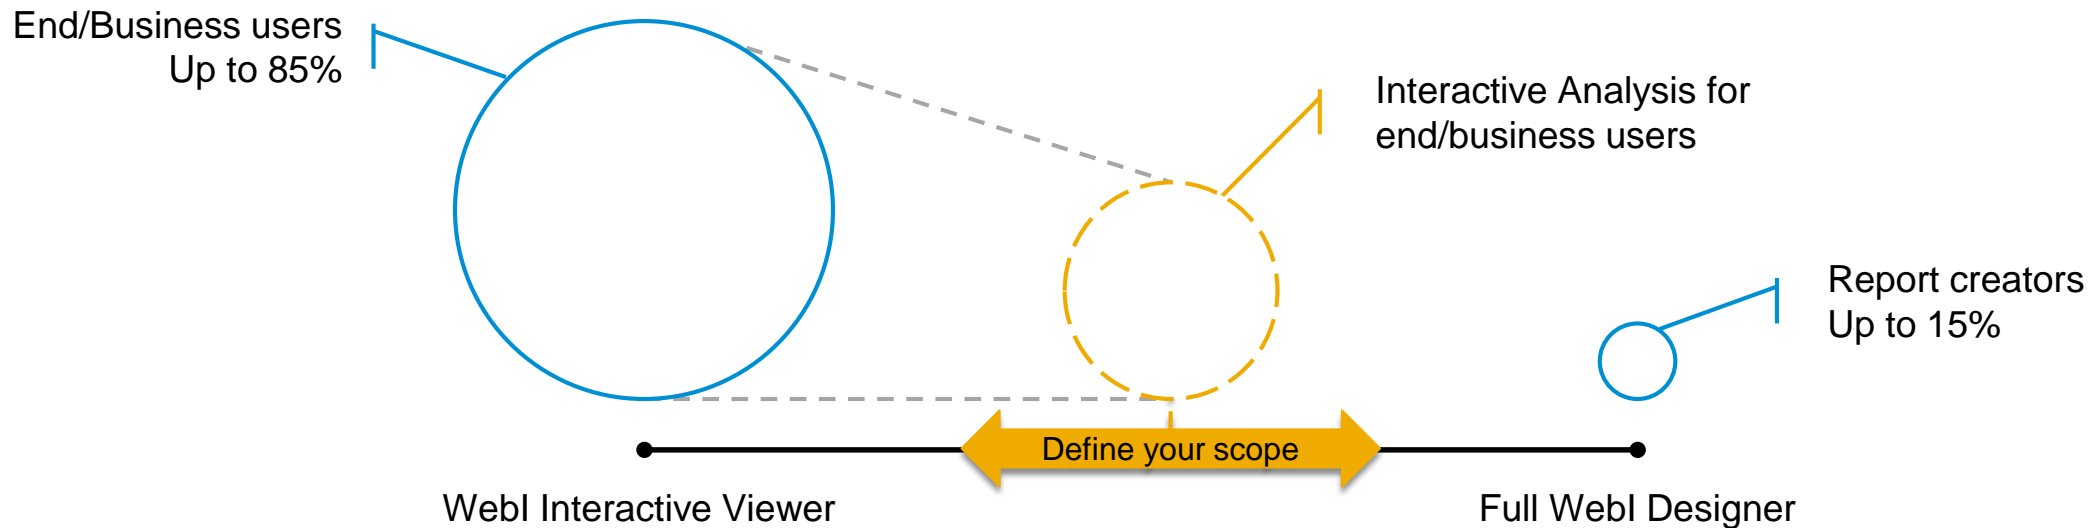 End/Business users
Up to 85%
Interactive Analysis for
end/business users
Report creators
Up to 15%
Define your scope
WebI Interactive Viewer
Full WebI Designer